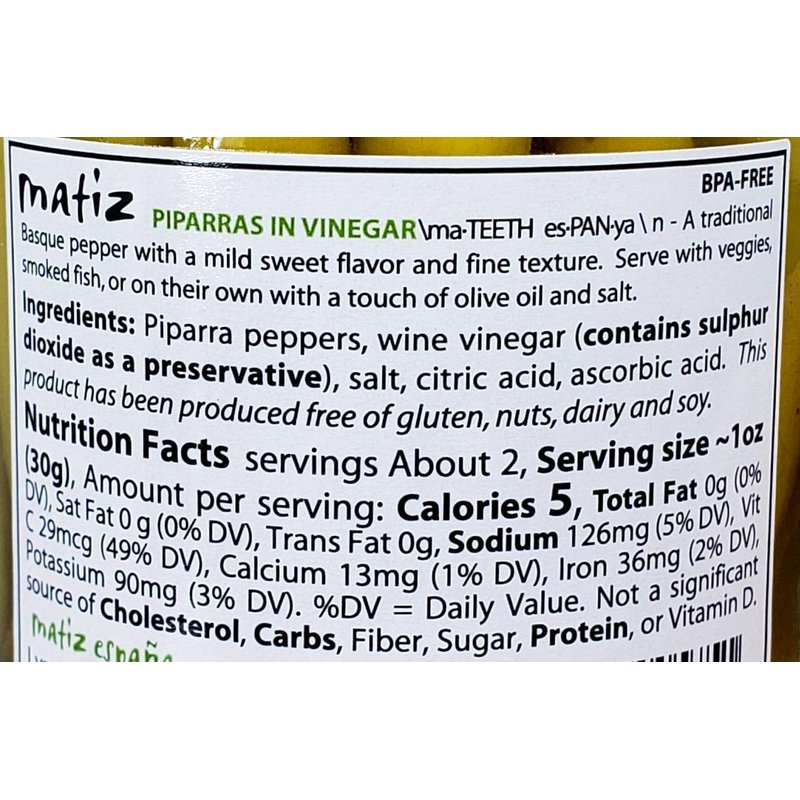 BPA-FREE
matiz PIPARRAS IN VINEGAR\ma·TEETH es·PAN·ya \ n - A traditional
Basque pepper with a mild sweet flavor and fine texture. Serve with veggies,
smoked fish, or on their own with a touch of olive oil and salt.
Ingredients: Piparra peppers, wine vinegar (contains sulphur
dioxide as a preservative), salt, citric acid, ascorbic acid. This
product has been produced free of gluten, nuts, dairy and soy.
Nutrition Facts servings About 2, Serving size ~1oz
(30g), Amount per serving: Calories 5, Total Fat 0g (0%
DV), Sat Fat 0 g (0% DV), Trans Fat 0g, Sodium 126mg (5% DV), Vit
C 29mcg (49% DV), Calcium 13mg (1% DV), Iron 36mg (2% DV),
Potassium 90mg (3% DV). %DV = Daily Value. Not a significant
source of Cholesterol, Carbs, Fiber, Sugar, Protein, or Vitamin D.
matiz españa